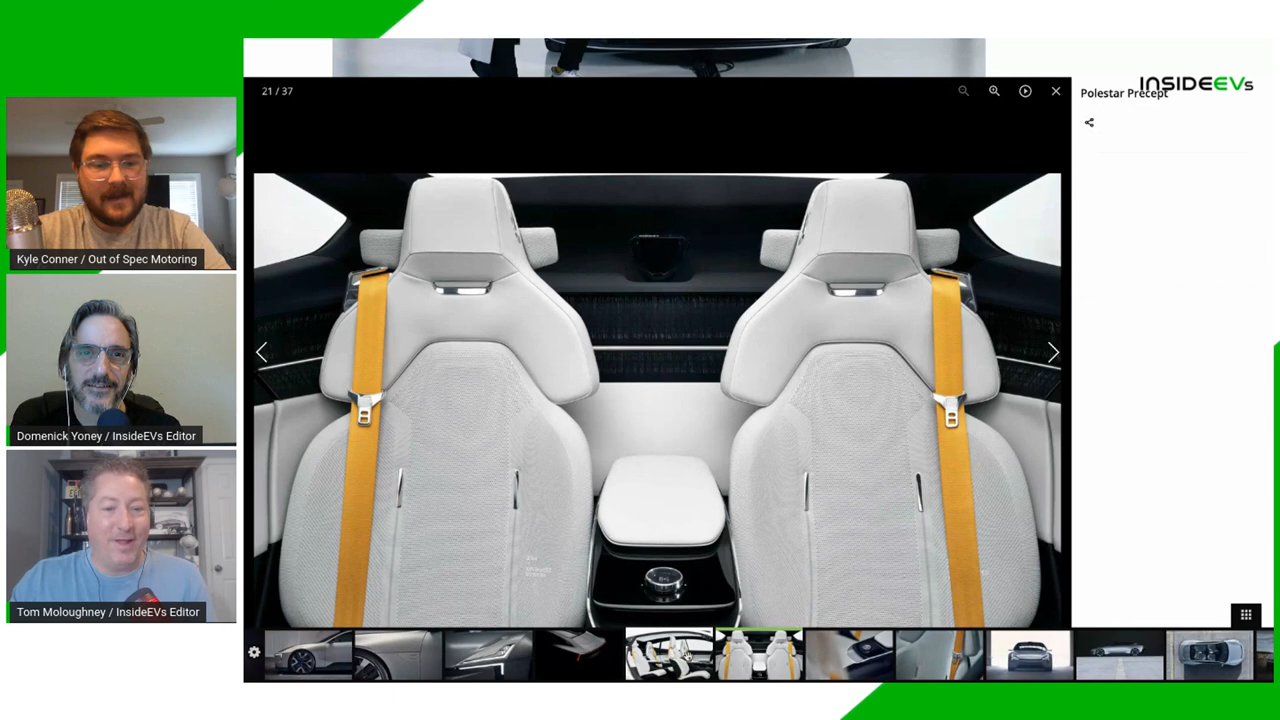 21 / 37
INSIDEEVs
Polestar Precept
Kyle Conner / Out of Spec Motoring
Domenick Yoney / InsideEVs Editor
Tom Moloughney / InsideEVs Editor